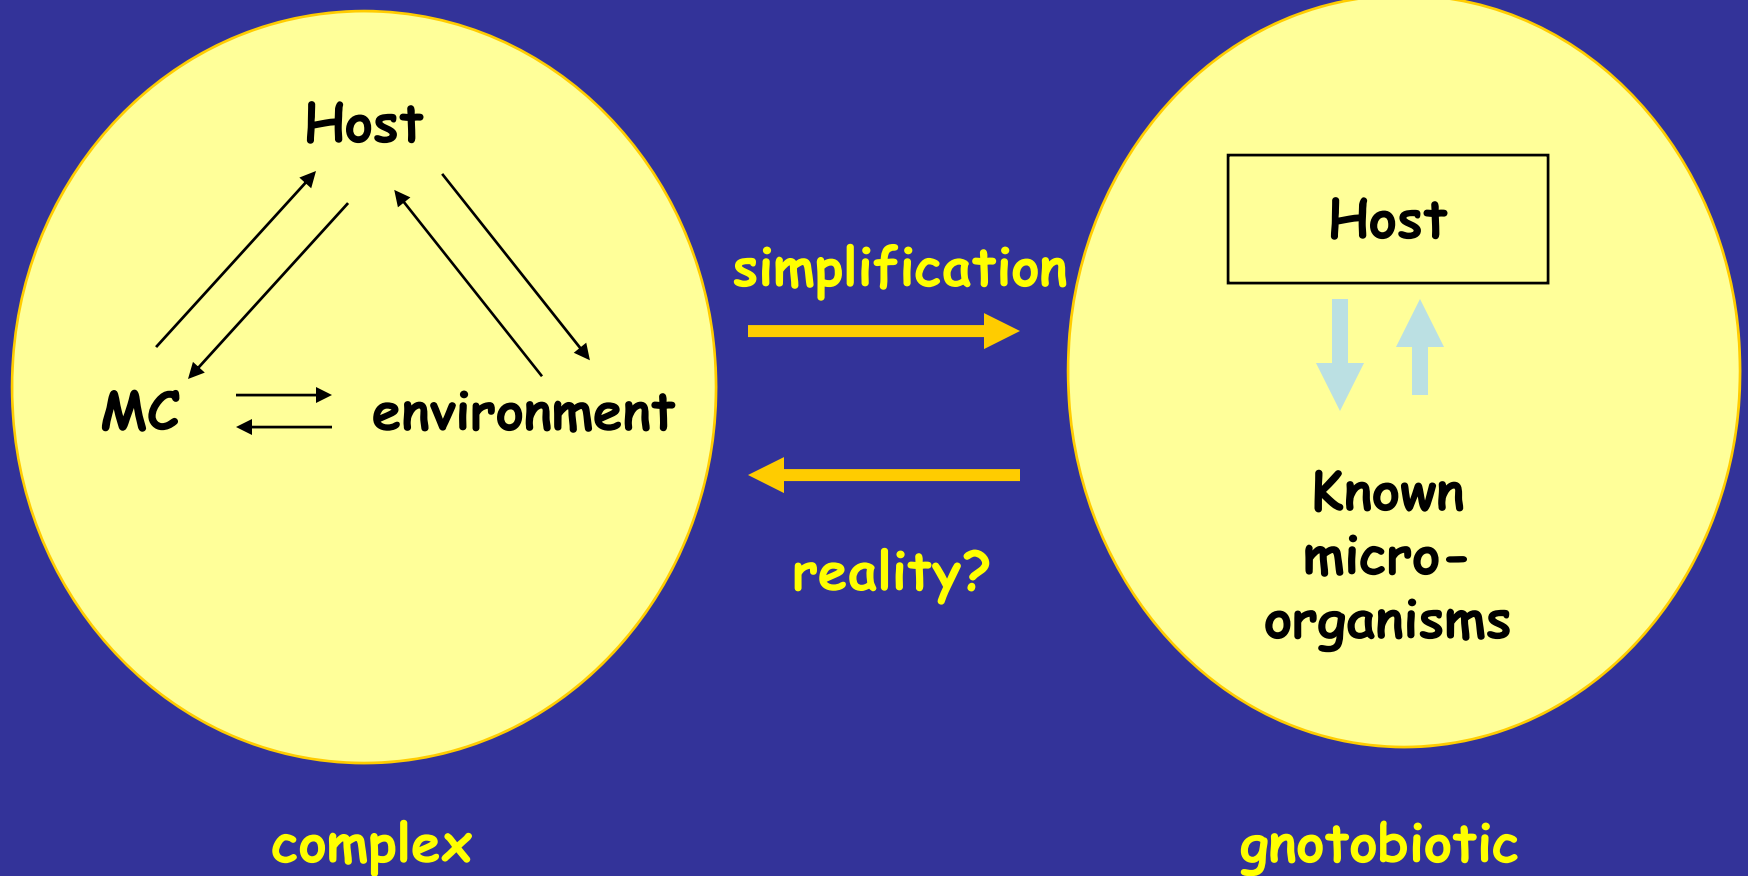 Host
MC
environment
complex
simplification
reality?
Host
Known
micro-
organisms
gnotobiotic